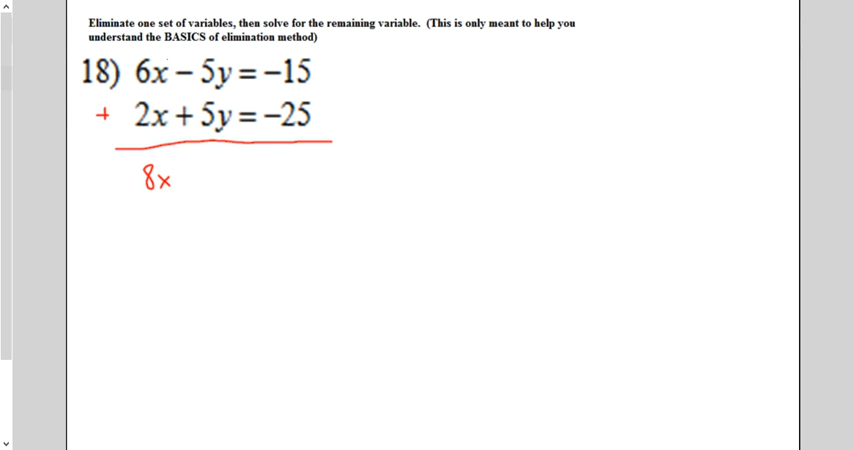 Eliminate one set of variables, then solve for the remaining variable. (This is only meant to help you
understand the BASICS of elimination method)
18) 6x − 5y = −15
+ 2x + 5y = −25
8x